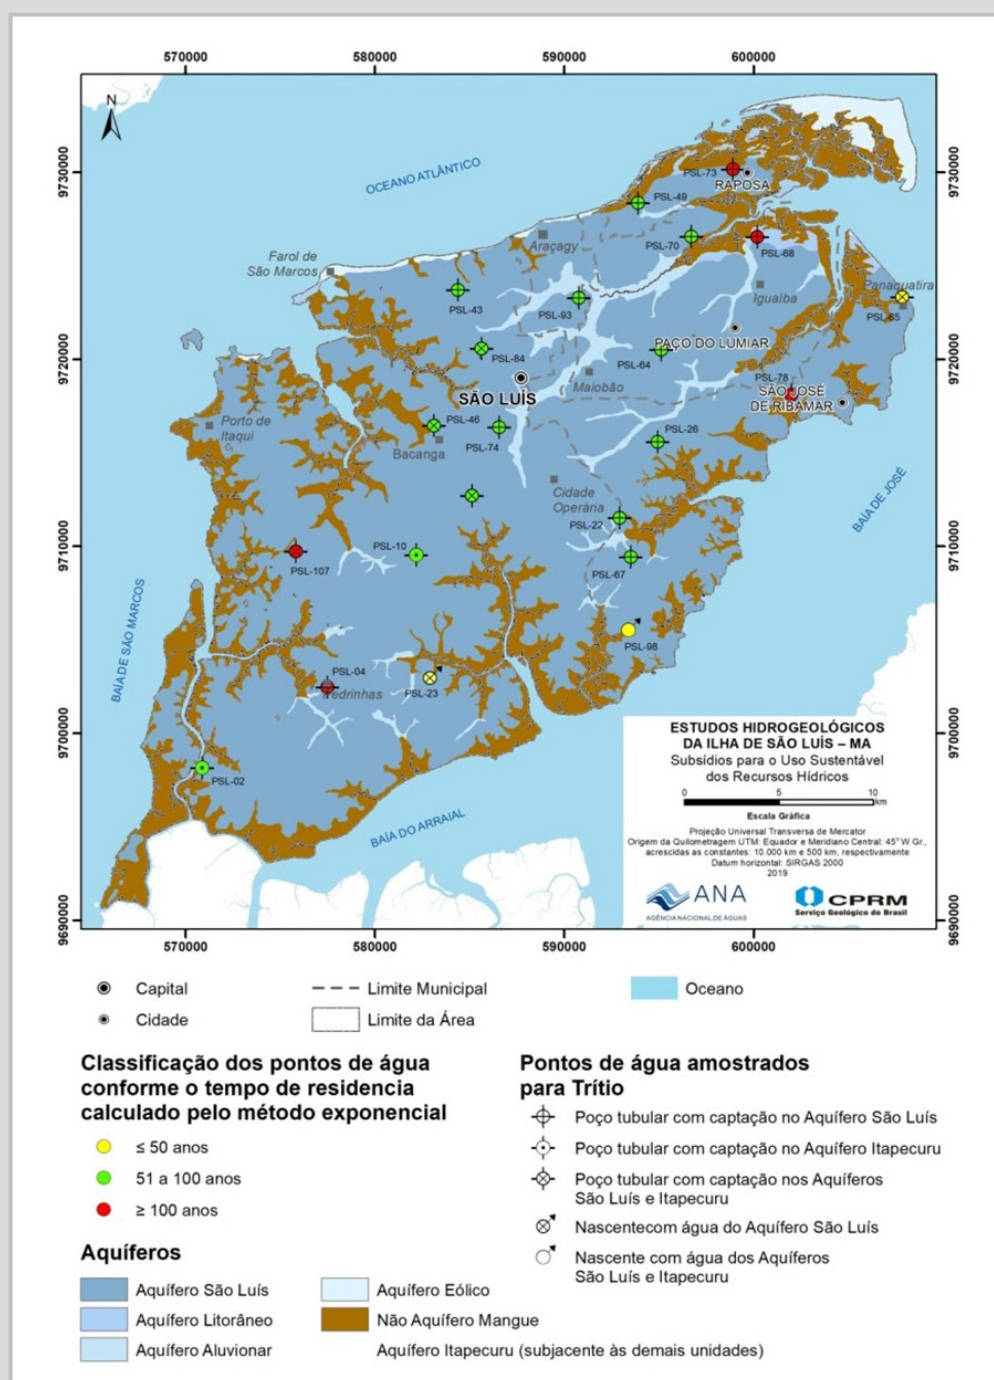 570000
580000
590000
600000
N
9730000
9730000
OCEANO ATLÂNTICO
PSL-73
RAPOSA
PSL-49
PSL-70
PSL-68
Araçagy
Farol de
São Marcos
Panaquatira
Iguaíba
PSL-65
PSL-43
PSL-93
9720000
9720000
PSL-84
PAÇO DO LUMIAR
PSL-64
Maiobão
PSL-78
SÃO LUÍS
SÃO JOSÉ
DE RIBAMAR
Porto de
Itaqui
PSL-46
Bacanga
PSL-74
PSL-26
Cidade
Operária
PSL-22
BAÍA DE JOSÉ
9710000
9710000
PSL-107
PSL-10
PSL-67
BAÍA DE SÃO MARCOS
PSL-98
PSL-04
PSL-23
9700000
9700000
PSL-02
BAÍA DO ARRAIAL
ESTUDOS HIDROGEOLÓGICOS
DA ILHA DE SÃO LUÍS – MA
Subsídios para o Uso Sustentável
dos Recursos Hídricos
0 5 10
km
Escala Gráfica
Projeção Universal Transversa de Mercator
Origem da Quilometragem UTM: Equador e Meridiano Central: 45° W Gr.,
acrescidas as constantes: 10.000 km e 500 km, respectivamente
Datum horizontal: SIRGAS 2000
2019
ANA
AGÊNCIA NACIONAL DE ÁGUAS
CPRM
Serviço Geológico do Brasil
9690000
9690000
570000
580000
590000
600000
Capital
Cidade
Limite Municipal
Limite da Área
Oceano
Classificação dos pontos de água
conforme o tempo de residencia
calculado pelo método exponencial
≤ 50 anos
51 a 100 anos
≥ 100 anos
Pontos de água amostrados
para Trítio
Poço tubular com captação no Aquífero São Luís
Poço tubular com captação no Aquífero Itapecuru
Poço tubular com captação nos Aquíferos
São Luís e Itapecuru
Nascentecom água do Aquífero São Luís
Nascente com água dos Aquíferos
São Luís e Itapecuru
Aquíferos
Aquífero São Luís
Aquífero Litorâneo
Aquífero Aluvionar
Aquífero Eólico
Não Aquífero Mangue
Aquífero Itapecuru (subjacente às demais unidades)